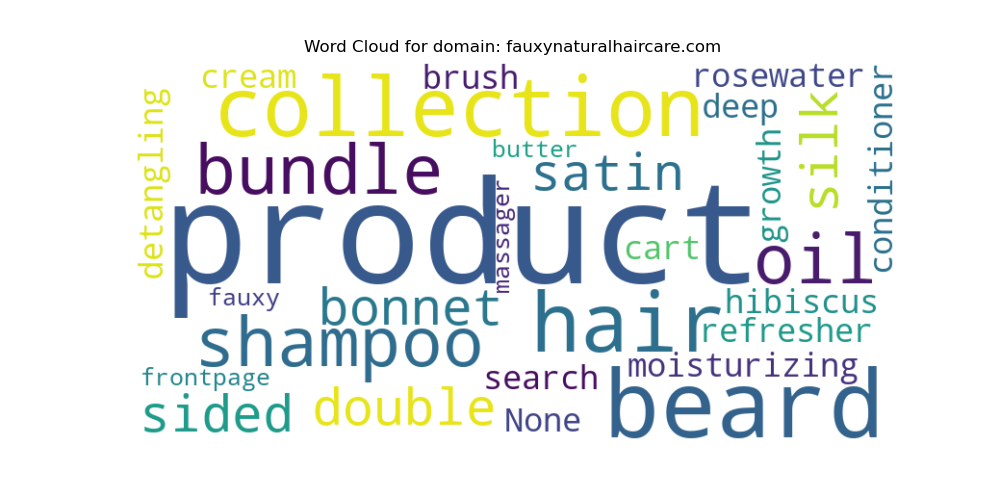 Word Cloud for domain: fauxynaturalhaircare.com
cream
brush
rosewater
collection
deep
silk
conditioner
detangling
bundle
butter
satin
growth
product
massager
cart
oil
fauxy
bonnet
hair
hibiscus
shampoo
refresher
frontpage
search
moisturizing
sided
double
None
beard